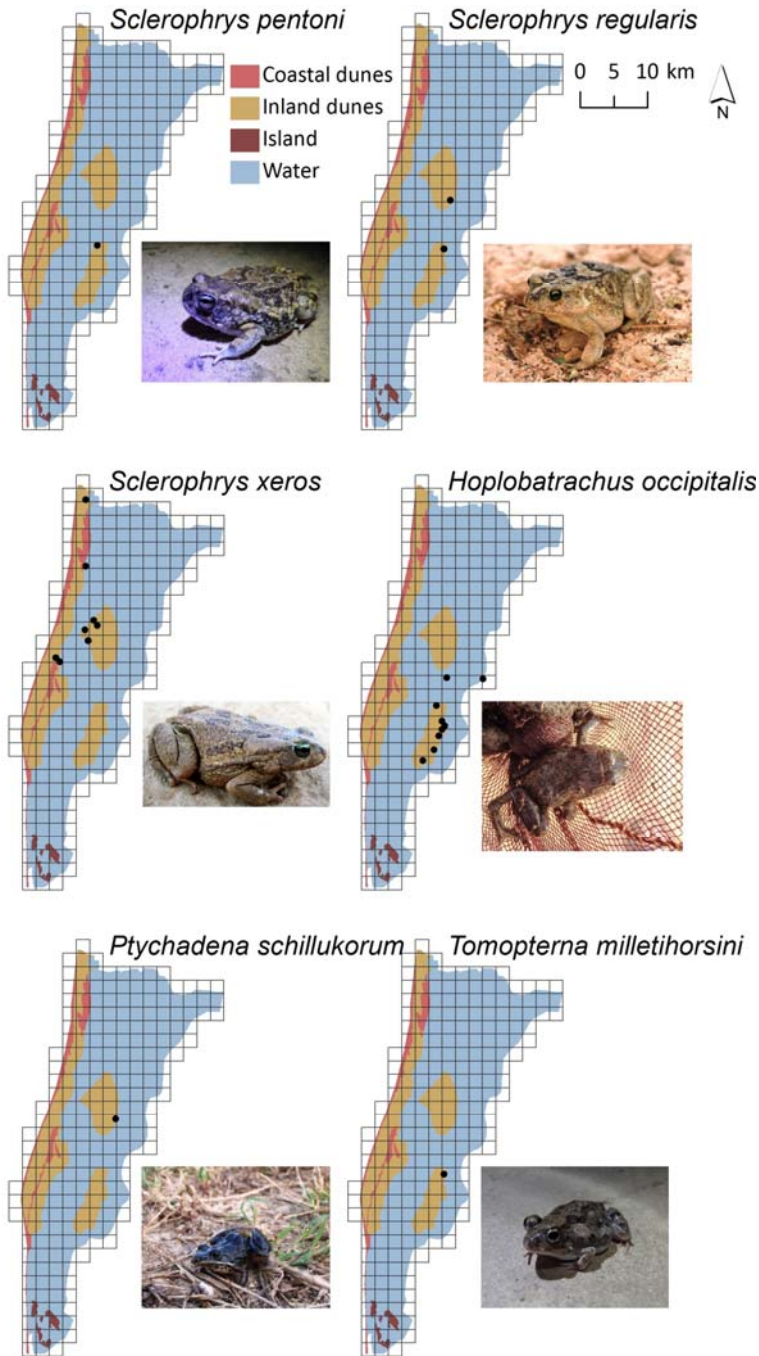 Sclerophrys pentoni
Sclerophrys regularis
Coastal dunes
Inland dunes
Island
Water
0 5 10 km
N
Sclerophrys xeros
Hoplobatrachus occipitalis
Ptychadena schillukorum
Tomopterna milletihorsini